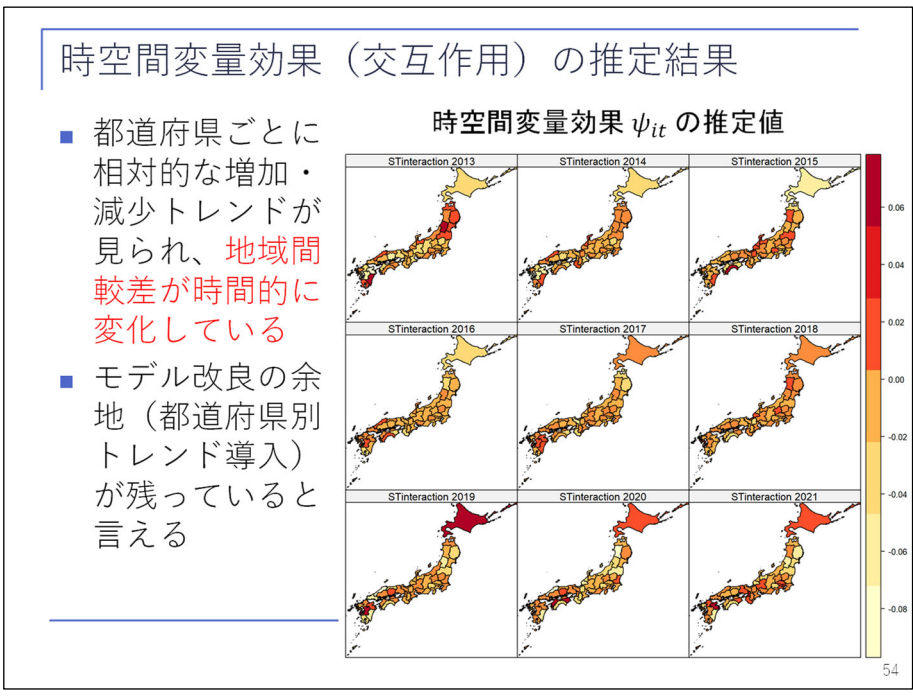 時空間変量効果（交互作用）の推定結果
■ 都道府県ごとに
相対的な増加・
減少トレンドが
見られ、地域間
較差が時間的に
変化している
■ モデル改良の余
地（都道府県別
トレンド導入）
が残っていると
言える
時空間変量効果 ψit の推定値
STinteraction 2013
STinteraction 2014
STinteraction 2015
STinteraction 2016
STinteraction 2017
STinteraction 2018
STinteraction 2019
STinteraction 2020
STinteraction 2021
0.06
0.04
0.02
0.00
-0.02
-0.04
-0.06
-0.08
54